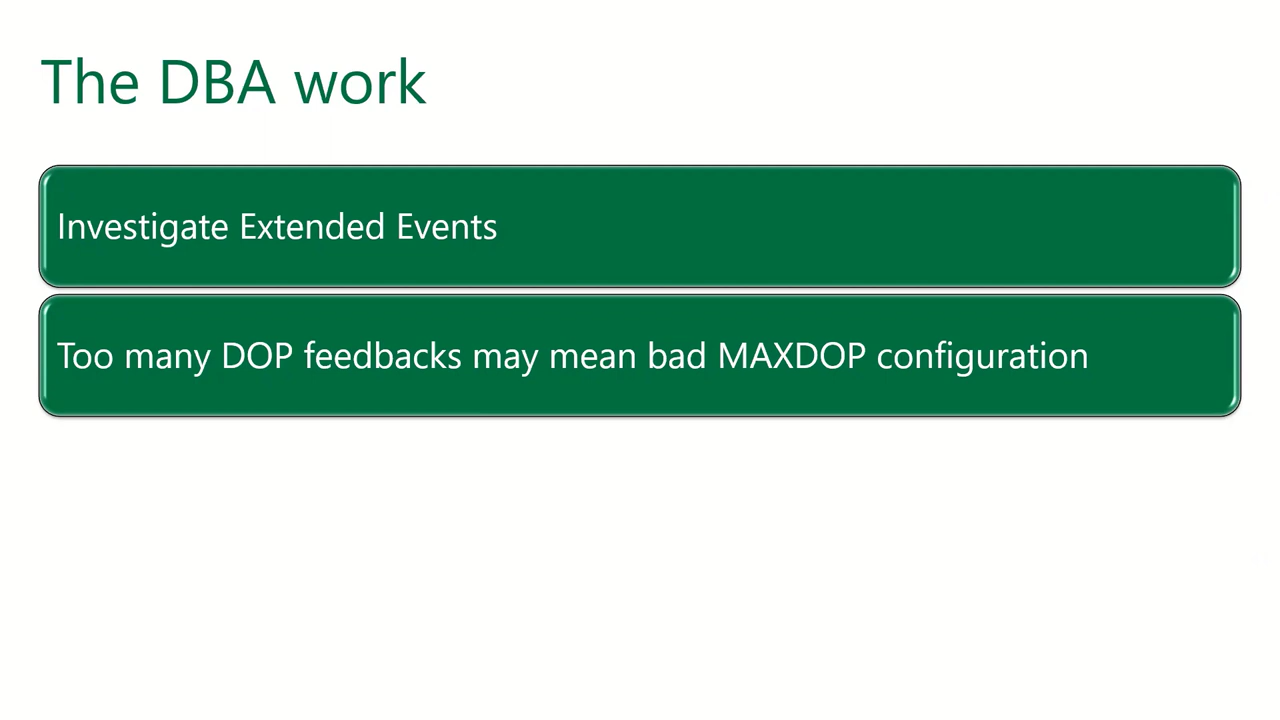 The DBA work
Investigate Extended Events
Too many DOP feedbacks may mean bad MAXDOP configuration